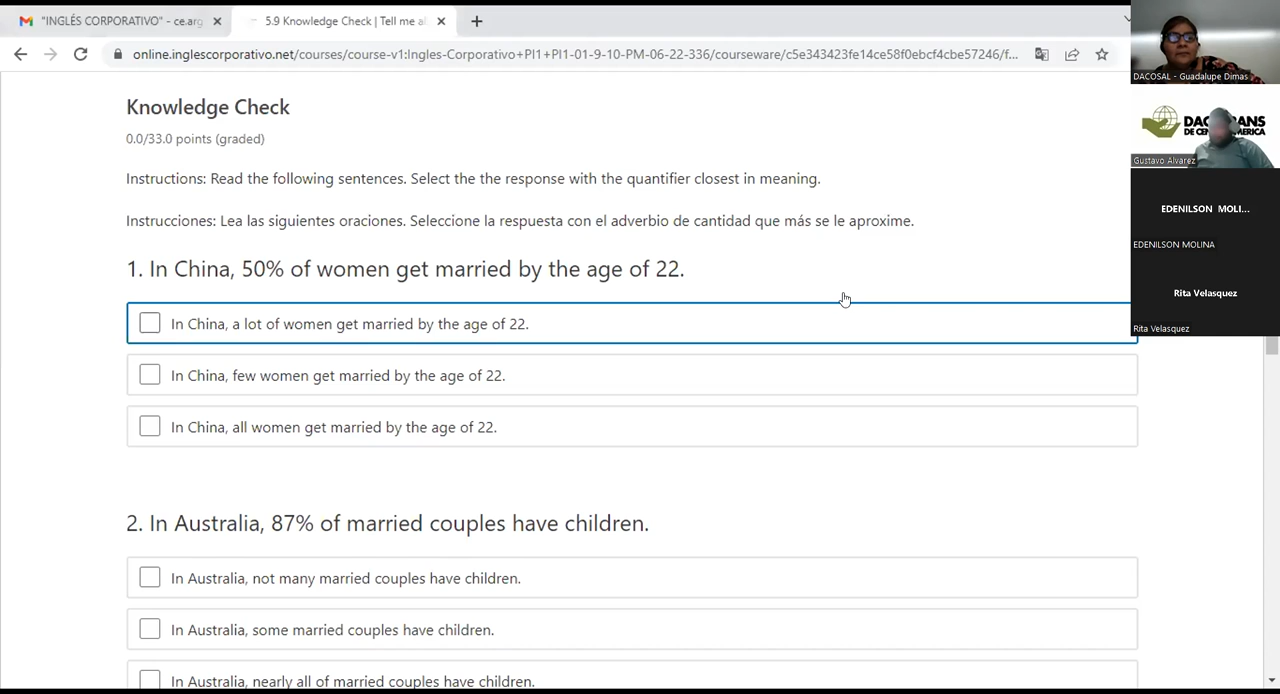 "INGLÉS CORPORATIVO" - ce.arg
5.9 Knowledge Check | Tell me a
online.inglescorporativo.net/courses/course-v1:Ingles-Corporativo+PI1+PI1-01-9-10-PM-06-22-336/courseware/c5e343423fe14ce58f0ebcf4cbe57246/f...
DACOSAL - Guadalupe Dimas
Knowledge Check
0.0/33.0 points (graded)
DE CENTROAMERICA
Gustavo Alvarez
Instructions: Read the following sentences. Select the the response with the quantifier closest in meaning.
EDENILSON MOLI...
Instrucciones: Lea las siguientes oraciones. Seleccione la respuesta con el adverbio de cantidad que más se le aproxime.
EDENILSON MOLINA
1. In China, 50% of women get married by the age of 22.
Rita Velasquez
In China, a lot of women get married by the age of 22.
Rita Velasquez
In China, few women get married by the age of 22.
In China, all women get married by the age of 22.
2. In Australia, 87% of married couples have children.
In Australia, not many married couples have children.
In Australia, some married couples have children.
In Australia, nearly all of married couples have children.